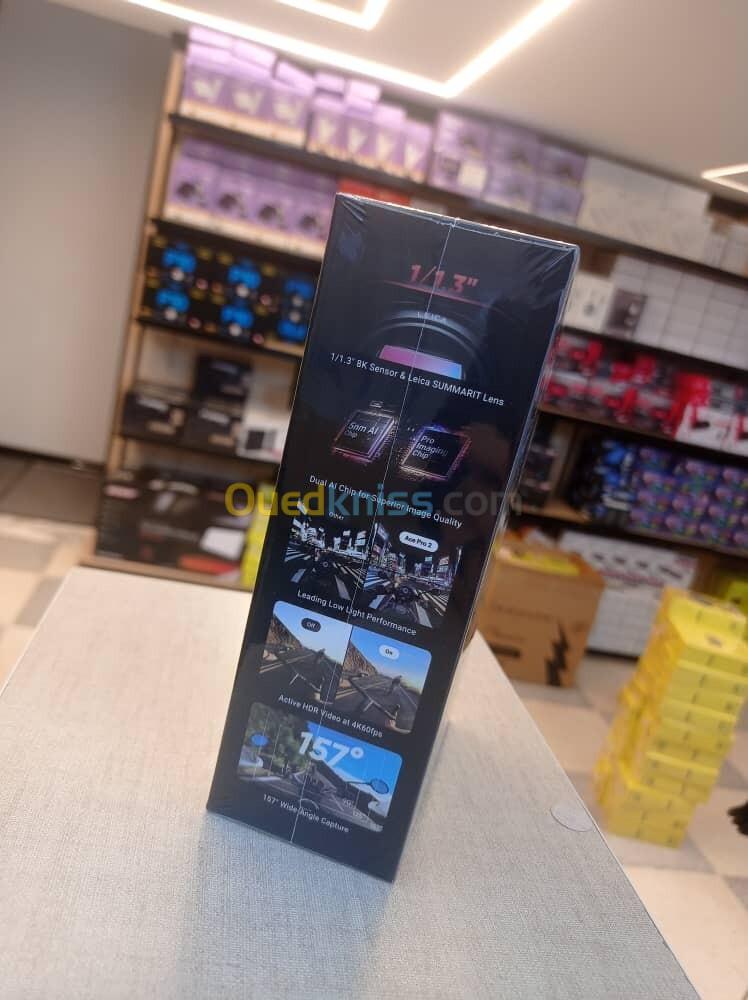 1/1.3"
LEICA
1/1.3" 8K Sensor & Leica SUMMARIT Lens
5nm AI
Chip
Pro
Imaging
Chip
Dual AI Chip for Superior Image Quality
Ouedkniss.com
Other
Ace Pro 2
Leading Low Light Performance
Off
On
Active HDR Video at 4K60fps
157°
157° Wide Angle Capture